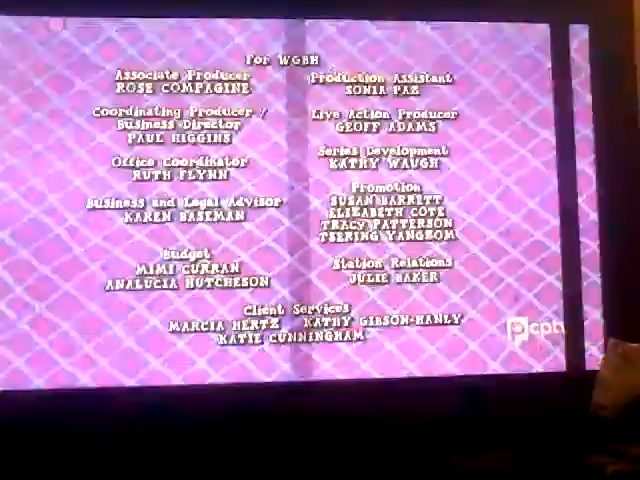 For WGBH
Associate Producer
ROSE COMPAGINE
Coordinating Producer /
Business Director
PAUL HIGGINS
Office Coordinator
RUTH FLYNN
Business and Legal Advisor
KAREN BASEMAN
Budget
MIMI CURRAN
ANALUCIA HUTCHESON
Production Assistant
SONIA PAZ
Live Action Producer
GEOFF ADAMS
Series Development
KATHY WAUGH
Promotion
SUSAN BARRETT
ELIZABETH COTE
TRACY PATTERSON
TSERING YANGZOM
Station Relations
JULIE BAKER
Client Services
MARCIA HERTZ KATHY GIBSON-HANLY
KATIE CUNNINGHAM
cptv